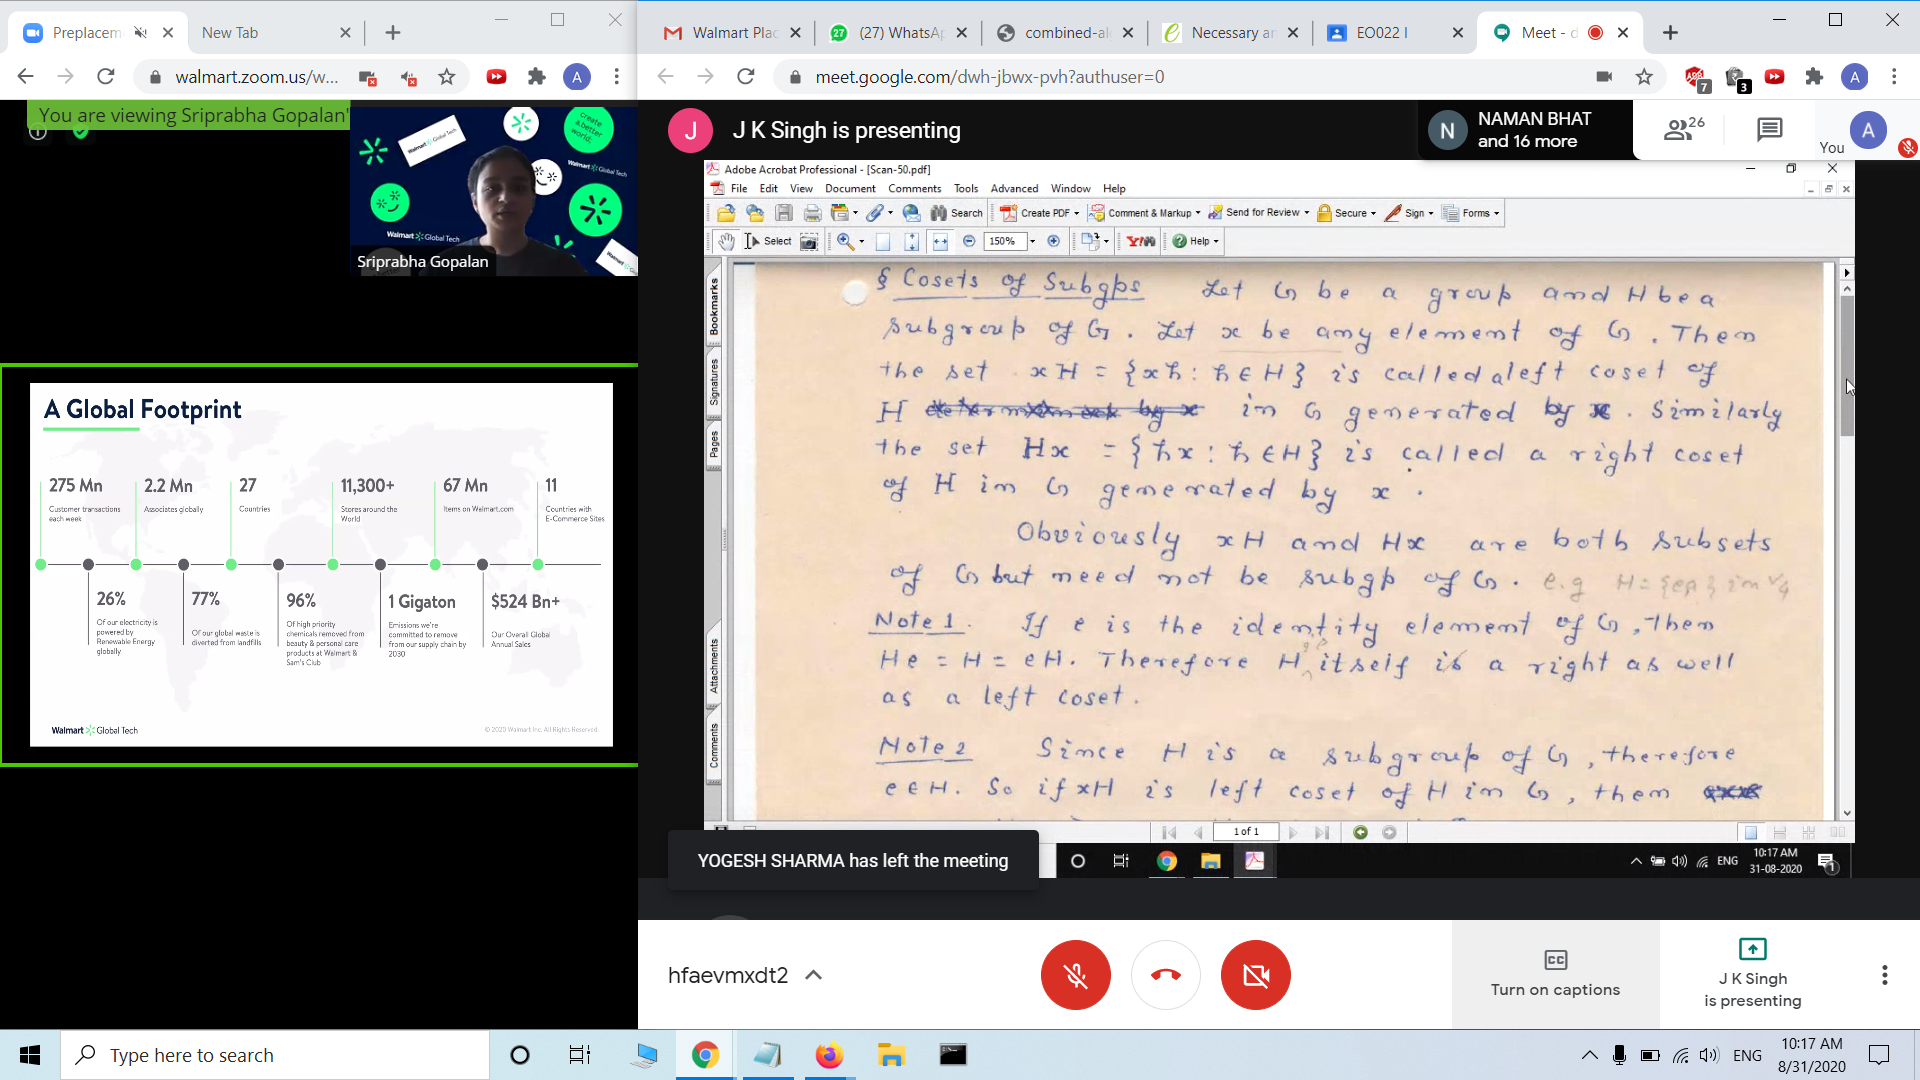 Preplacem
New Tab
walmart.zoom.us/w...
You are viewing Sriprabha Gopalan'
create a better world.
Walmart Global Tech
Walmart Global Tech
Sriprabha Gopalan
A Global Footprint
275 Mn
Customer transactions
each week
2.2 Mn
Associates globally
27
Countries
11,300+
Stores around the
World
67 Mn
Items on Walmart.com
11
Countries with
E-Commerce Sites
26%
Of our electricity is
powered by
Renewable Energy
globally
77%
Of our global waste is
diverted from landfills
96%
Of high priority
chemicals removed from
beauty & personal care
products at Walmart &
Sam's Club
1 Gigaton
Emissions we're
committed to remove
from our supply chain by
2030
$524 Bn+
Our Overall Global
Annual Sales
Walmart Global Tech
© 2020 Walmart Inc. All Rights Reserved.
Walmart Plac
27 (27) WhatsAp
combined-al
Necessary an
EO022 I
Meet - d
meet.google.com/dwh-jbwx-pvh?authuser=0
7
3
A
J
J K Singh is presenting
N
NAMAN BHAT
and 16 more
26
You
A
Adobe Acrobat Professional - [Scan-50.pdf]
File Edit View Document Comments Tools Advanced Window Help
Search Create PDF Comment & Markup Send for Review Secure Sign Forms
Select 150% Y! Help
Bookmarks
Signatures
Pages
Attachments
Comments
§ Cosets of Subgps Let G be a group and H be a
subgroup of G. Let x be any element of G. Then
the set xH = {xh : h ∈ H} is called a left coset of
H in G generated by x. Similarly
the set Hx = {hx : h ∈ H} is called a right coset
of H in G generated by x.
Obviously xH and Hx are both subsets
of G but need not be subgp of G. e.g H = {e,a} in V4
Note 1. If e is the identity element of G, then
He = H = eH. Therefore H itself is a right as well
as a left coset.
Note 2 Since H is a subgroup of G, therefore
e ∈ H. So if xH is left coset of H in G, then
1 of 1
YOGESH SHARMA has left the meeting
ENG
10:17 AM
31-08-2020
1
hfaevmxdt2
CC
Turn on captions
J K Singh
is presenting
Type here to search
ENG
10:17 AM
8/31/2020